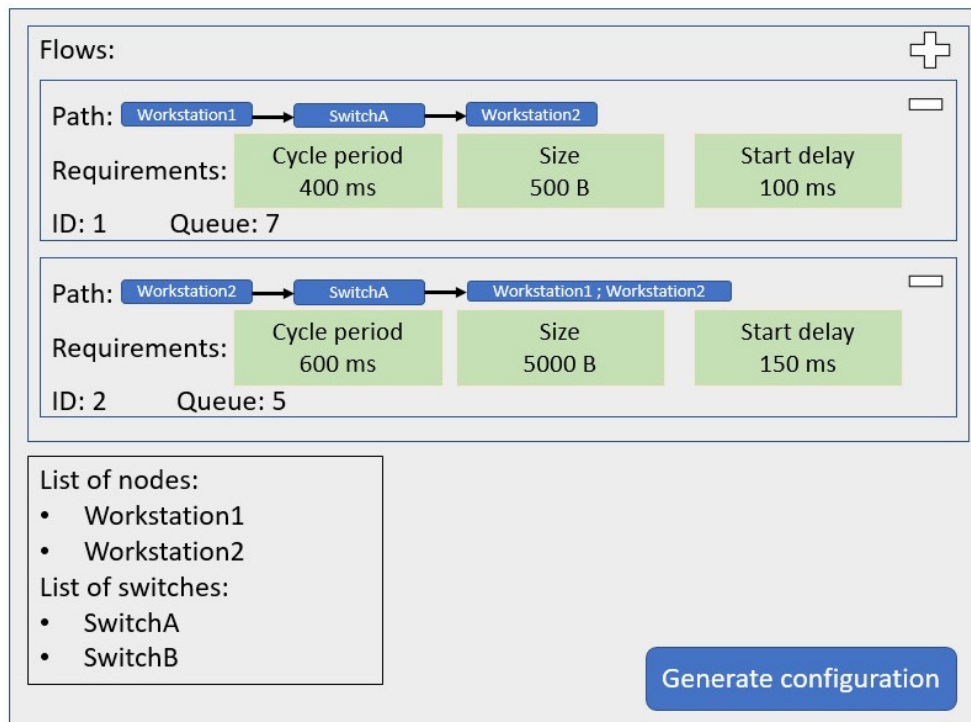 Flows:
Path: Workstation1 SwitchA Workstation2
Requirements: Cycle period 400 ms Size 500 B Start delay 100 ms
ID: 1 Queue: 7
Path: Workstation2 SwitchA Workstation1 ; Workstation2
Requirements: Cycle period 600 ms Size 5000 B Start delay 150 ms
ID: 2 Queue: 5
List of nodes:
• Workstation1
• Workstation2
List of switches:
• SwitchA
• SwitchB
Generate configuration